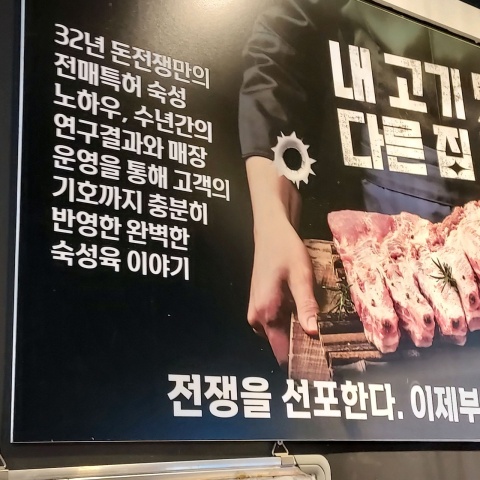 32년 돈전쟁만의
전매특허 숙성
노하우, 수년간의
연구결과와 매장
운영을 통해 고객의
기호까지 충분히
반영한 완벽한
숙성육 이야기
내 고기
다른 집
전쟁을 선포한다. 이제부